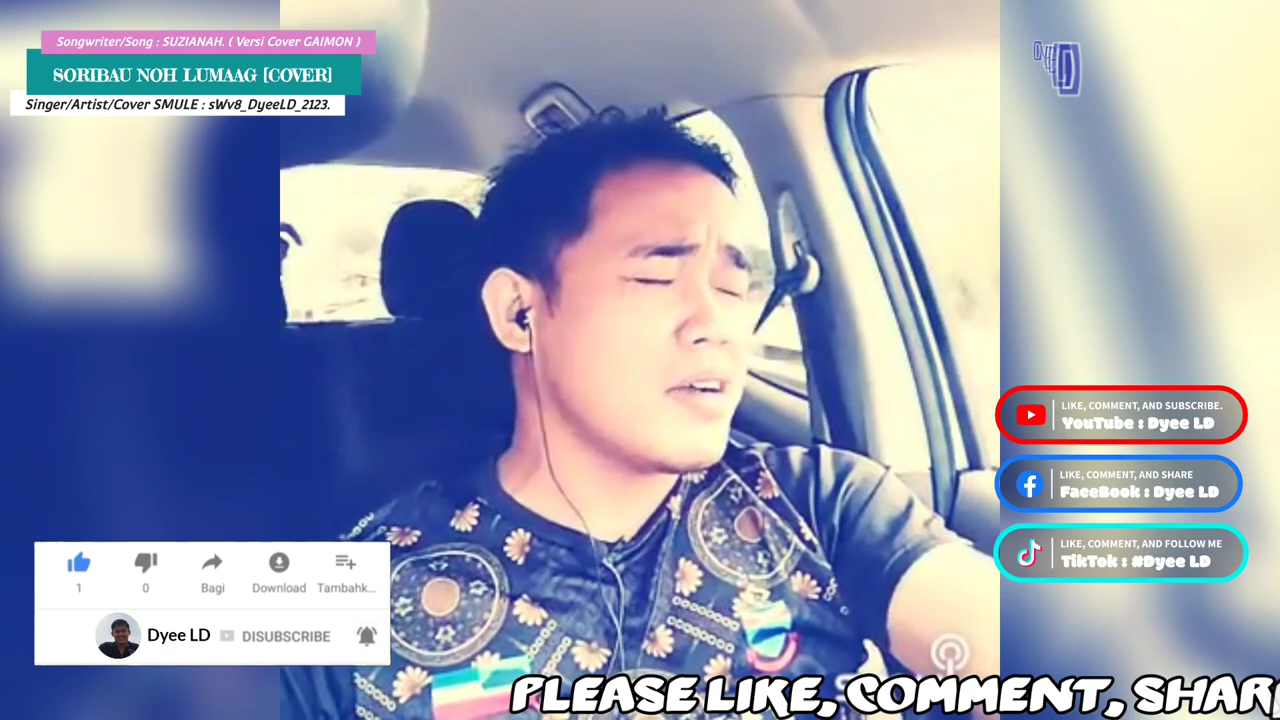 Songwriter/Song : SUZIANAH. ( Versi Cover GAIMON )
SORIBAU NOH LUMAAG [COVER]
Singer/Artist/Cover SMULE : sWv8_DyeeLD_2123.
LIKE, COMMENT, AND SUBSCRIBE.
YouTube : Dyee LD
LIKE, COMMENT, AND SHARE
FaceBook : Dyee LD
LIKE, COMMENT, AND FOLLOW ME
TikTok : #Dyee LD
1 0 Bagi Download Tambahk...
Dyee LD DISUBSCRIBE
PLEASE LIKE, COMMENT, SHAR